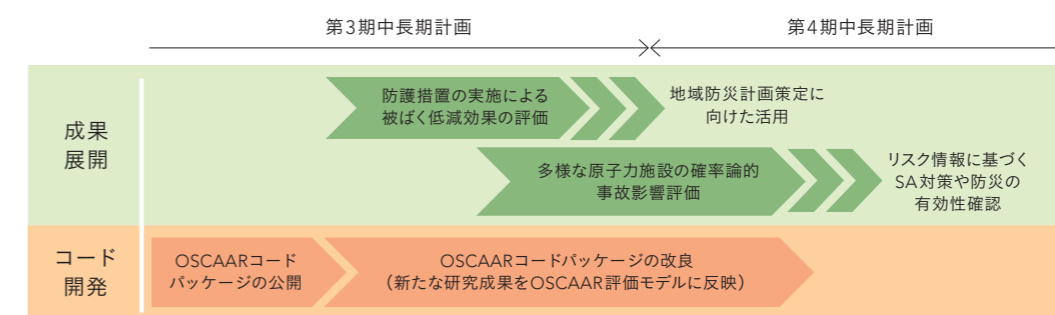 第3期中長期計画
第4期中長期計画
成果
展開
防護措置の実施による
被ばく低減効果の評価
地域防災計画策定に
向けた活用
多様な原子力施設の確率論的
事故影響評価
リスク情報に基づく
SA対策や防災の
有効性確認
コード
開発
OSCAARコード
パッケージの公開
OSCAARコードパッケージの改良
（新たな研究成果をOSCAAR評価モデルに反映）